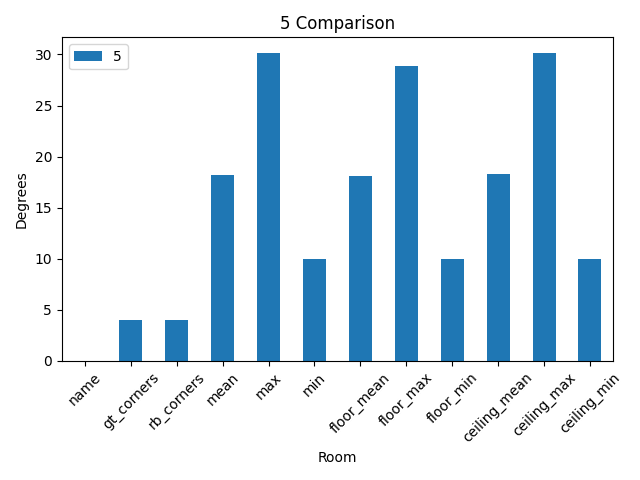 5 Comparison
5
Degrees
30
25
20
15
10
5
0
name
gt_corners
rb_corners
mean
max
min
floor_mean
floor_max
floor_min
ceiling_mean
ceiling_max
ceiling_min
Room